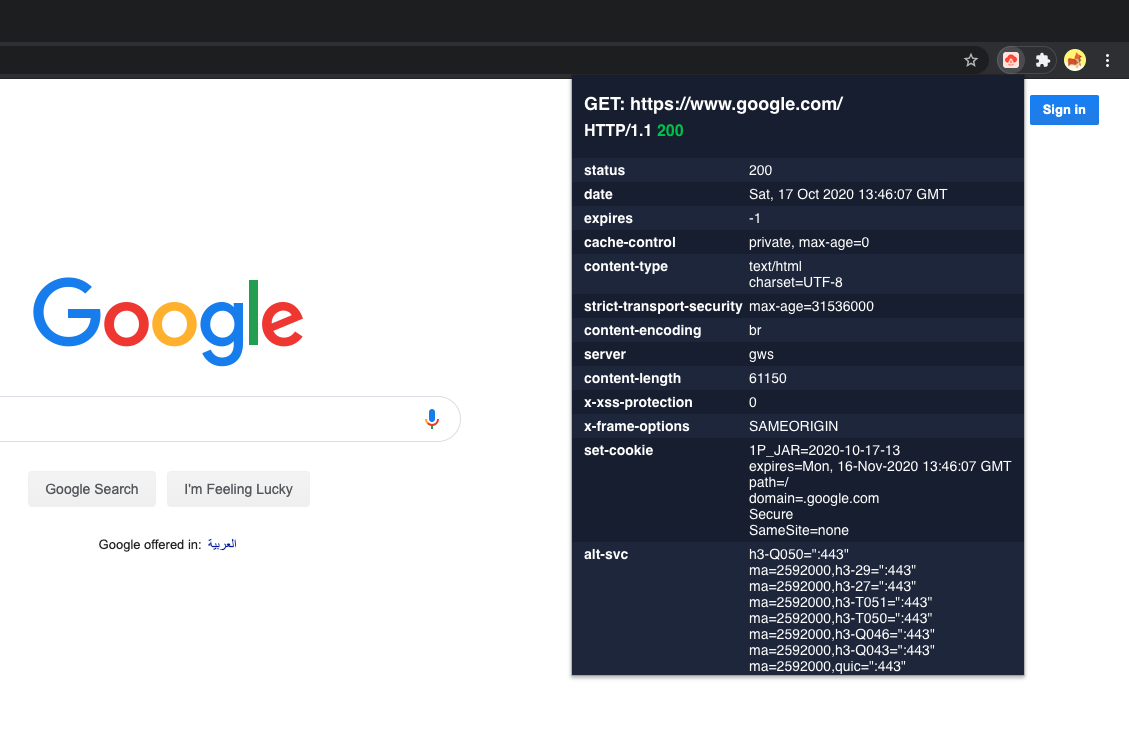 GET: https://www.google.com/
HTTP/1.1 200
Sign in
status 200
date Sat, 17 Oct 2020 13:46:07 GMT
expires -1
cache-control private, max-age=0
content-type text/html
charset=UTF-8
strict-transport-security max-age=31536000
content-encoding br
server gws
content-length 61150
x-xss-protection 0
x-frame-options SAMEORIGIN
set-cookie 1P_JAR=2020-10-17-13
expires=Mon, 16-Nov-2020 13:46:07 GMT
path=/
domain=.google.com
Secure
SameSite=none
alt-svc h3-Q050=":443"
ma=2592000,h3-29=":443"
ma=2592000,h3-27=":443"
ma=2592000,h3-T051=":443"
ma=2592000,h3-T050=":443"
ma=2592000,h3-Q046=":443"
ma=2592000,h3-Q043=":443"
ma=2592000,quic=":443"
Google
Google Search I'm Feeling Lucky
Google offered in: العربية